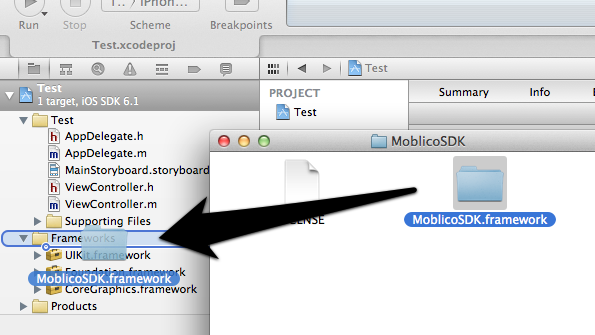 1... ⟩ iPhon...
Run
Stop
Scheme
Breakpoints
Test.xcodeproj
Test
1 target, iOS SDK 6.1
Test
AppDelegate.h
AppDelegate.m
MainStoryboard.storyboard
ViewController.h
ViewController.m
Supporting Files
Frameworks
UIKit.framework
Foundation.framework
MoblicoSDK.framework
CoreGraphics.framework
Products
Test
PROJECT
Test
Summary
Info
B
MoblicoSDK
MoblicoSDK.framework